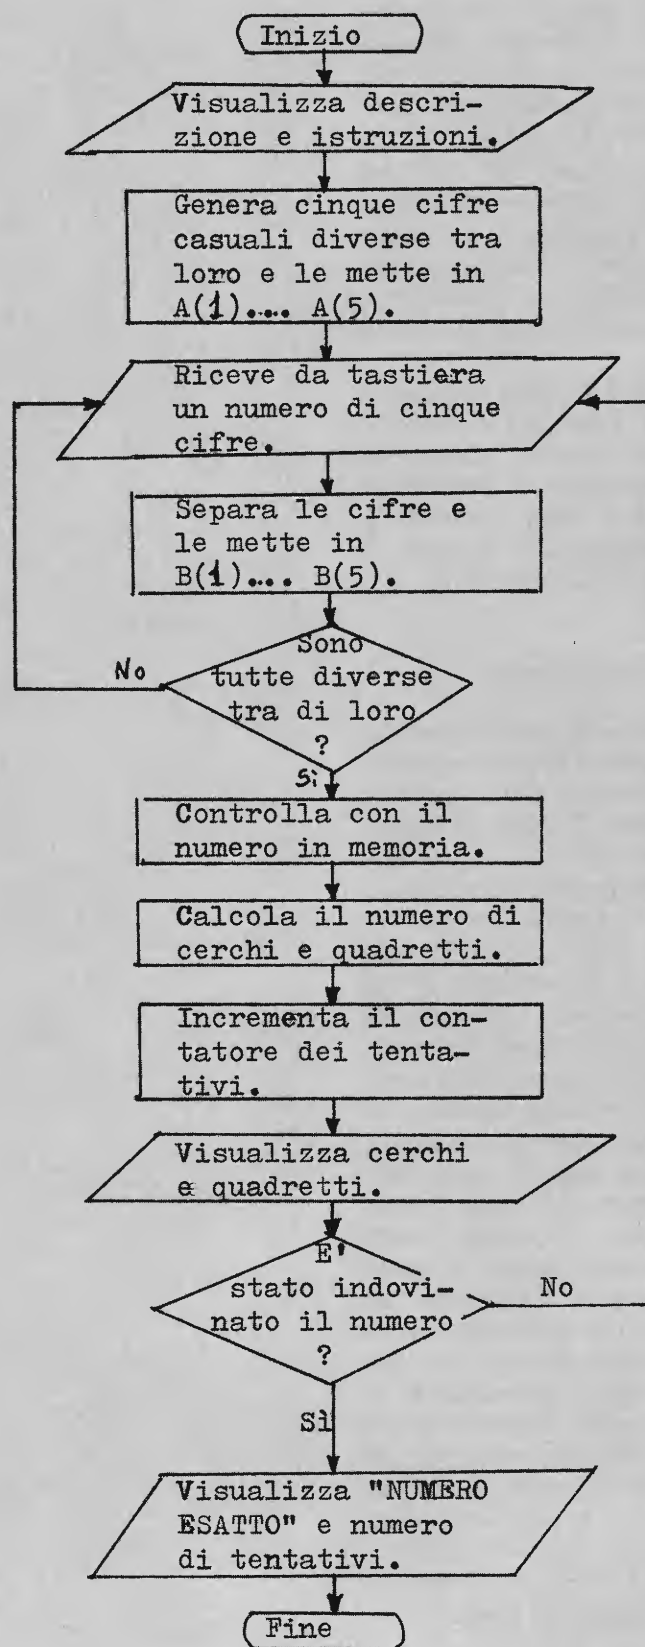 Inizio
Visualizza descri-
zione e istruzioni.
Genera cinque cifre
casuali diverse tra
loro e le mette in
A(1).... A(5).
Riceve da tastiera
un numero di cinque
cifre.
Separa le cifre e
le mette in
B(1).... B(5).
Sono
tutte diverse
tra di loro
?
No
Sì
Controlla con il
numero in memoria.
Calcola il numero di
cerchi e quadretti.
Incrementa il con-
tatore dei tenta-
tivi.
Visualizza cerchi
e quadretti.
E'
stato indovi-
nato il numero
?
No
Sì
Visualizza "NUMERO
ESATTO" e numero
di tentativi.
Fine